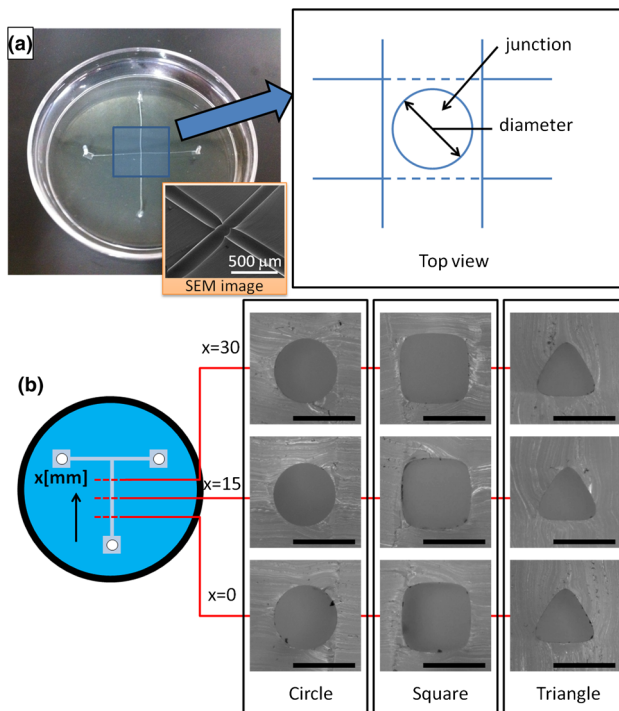 (a)
junction
diameter
500 μm
SEM image
Top view
(b)
x=30
x[mm]
x=15
x=0
Circle
Square
Triangle